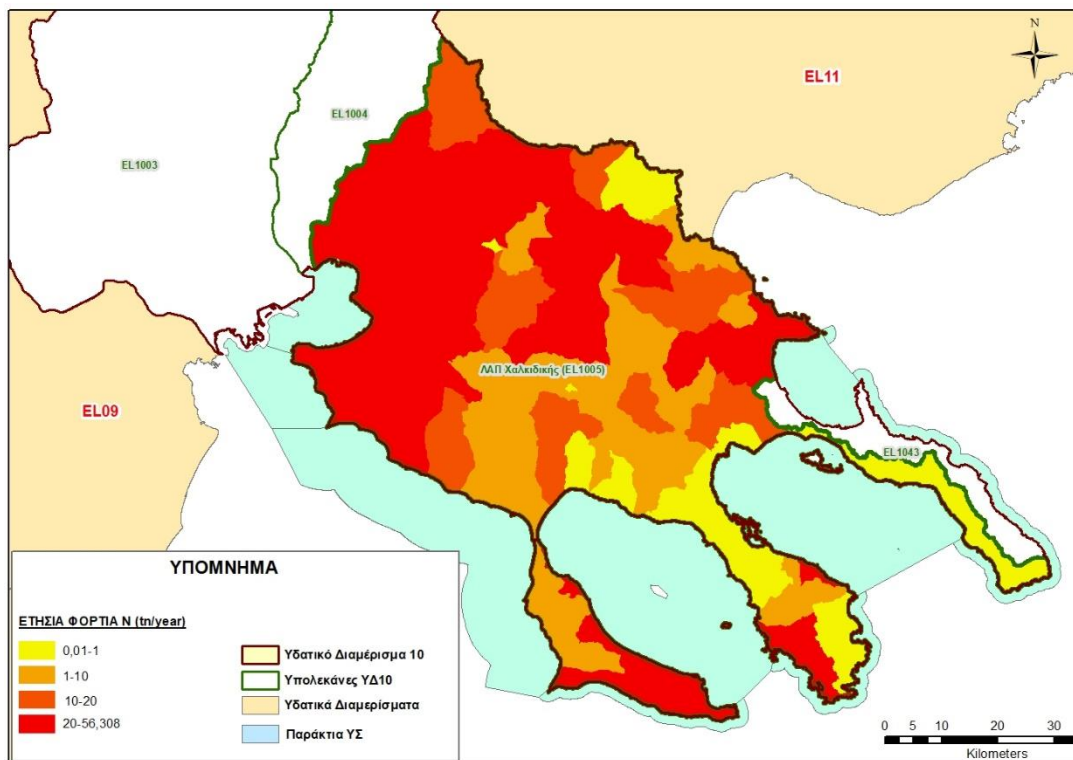 N
EL11
EL1004
EL1003
ΛΑΠ Χαλκιδικής (EL1005)
EL09
EL1043
ΥΠΟΜΝΗΜΑ
ΕΤΗΣΙΑ ΦΟΡΤΙΑ Ν (tn/year)
0,01-1
1-10
10-20
20-56,308
Υδατικό Διαμέρισμα 10
Υπολεκάνες ΥΔ10
Υδατικά Διαμερίσματα
Παράκτια ΥΣ
0 5 10 20 30
Kilometers